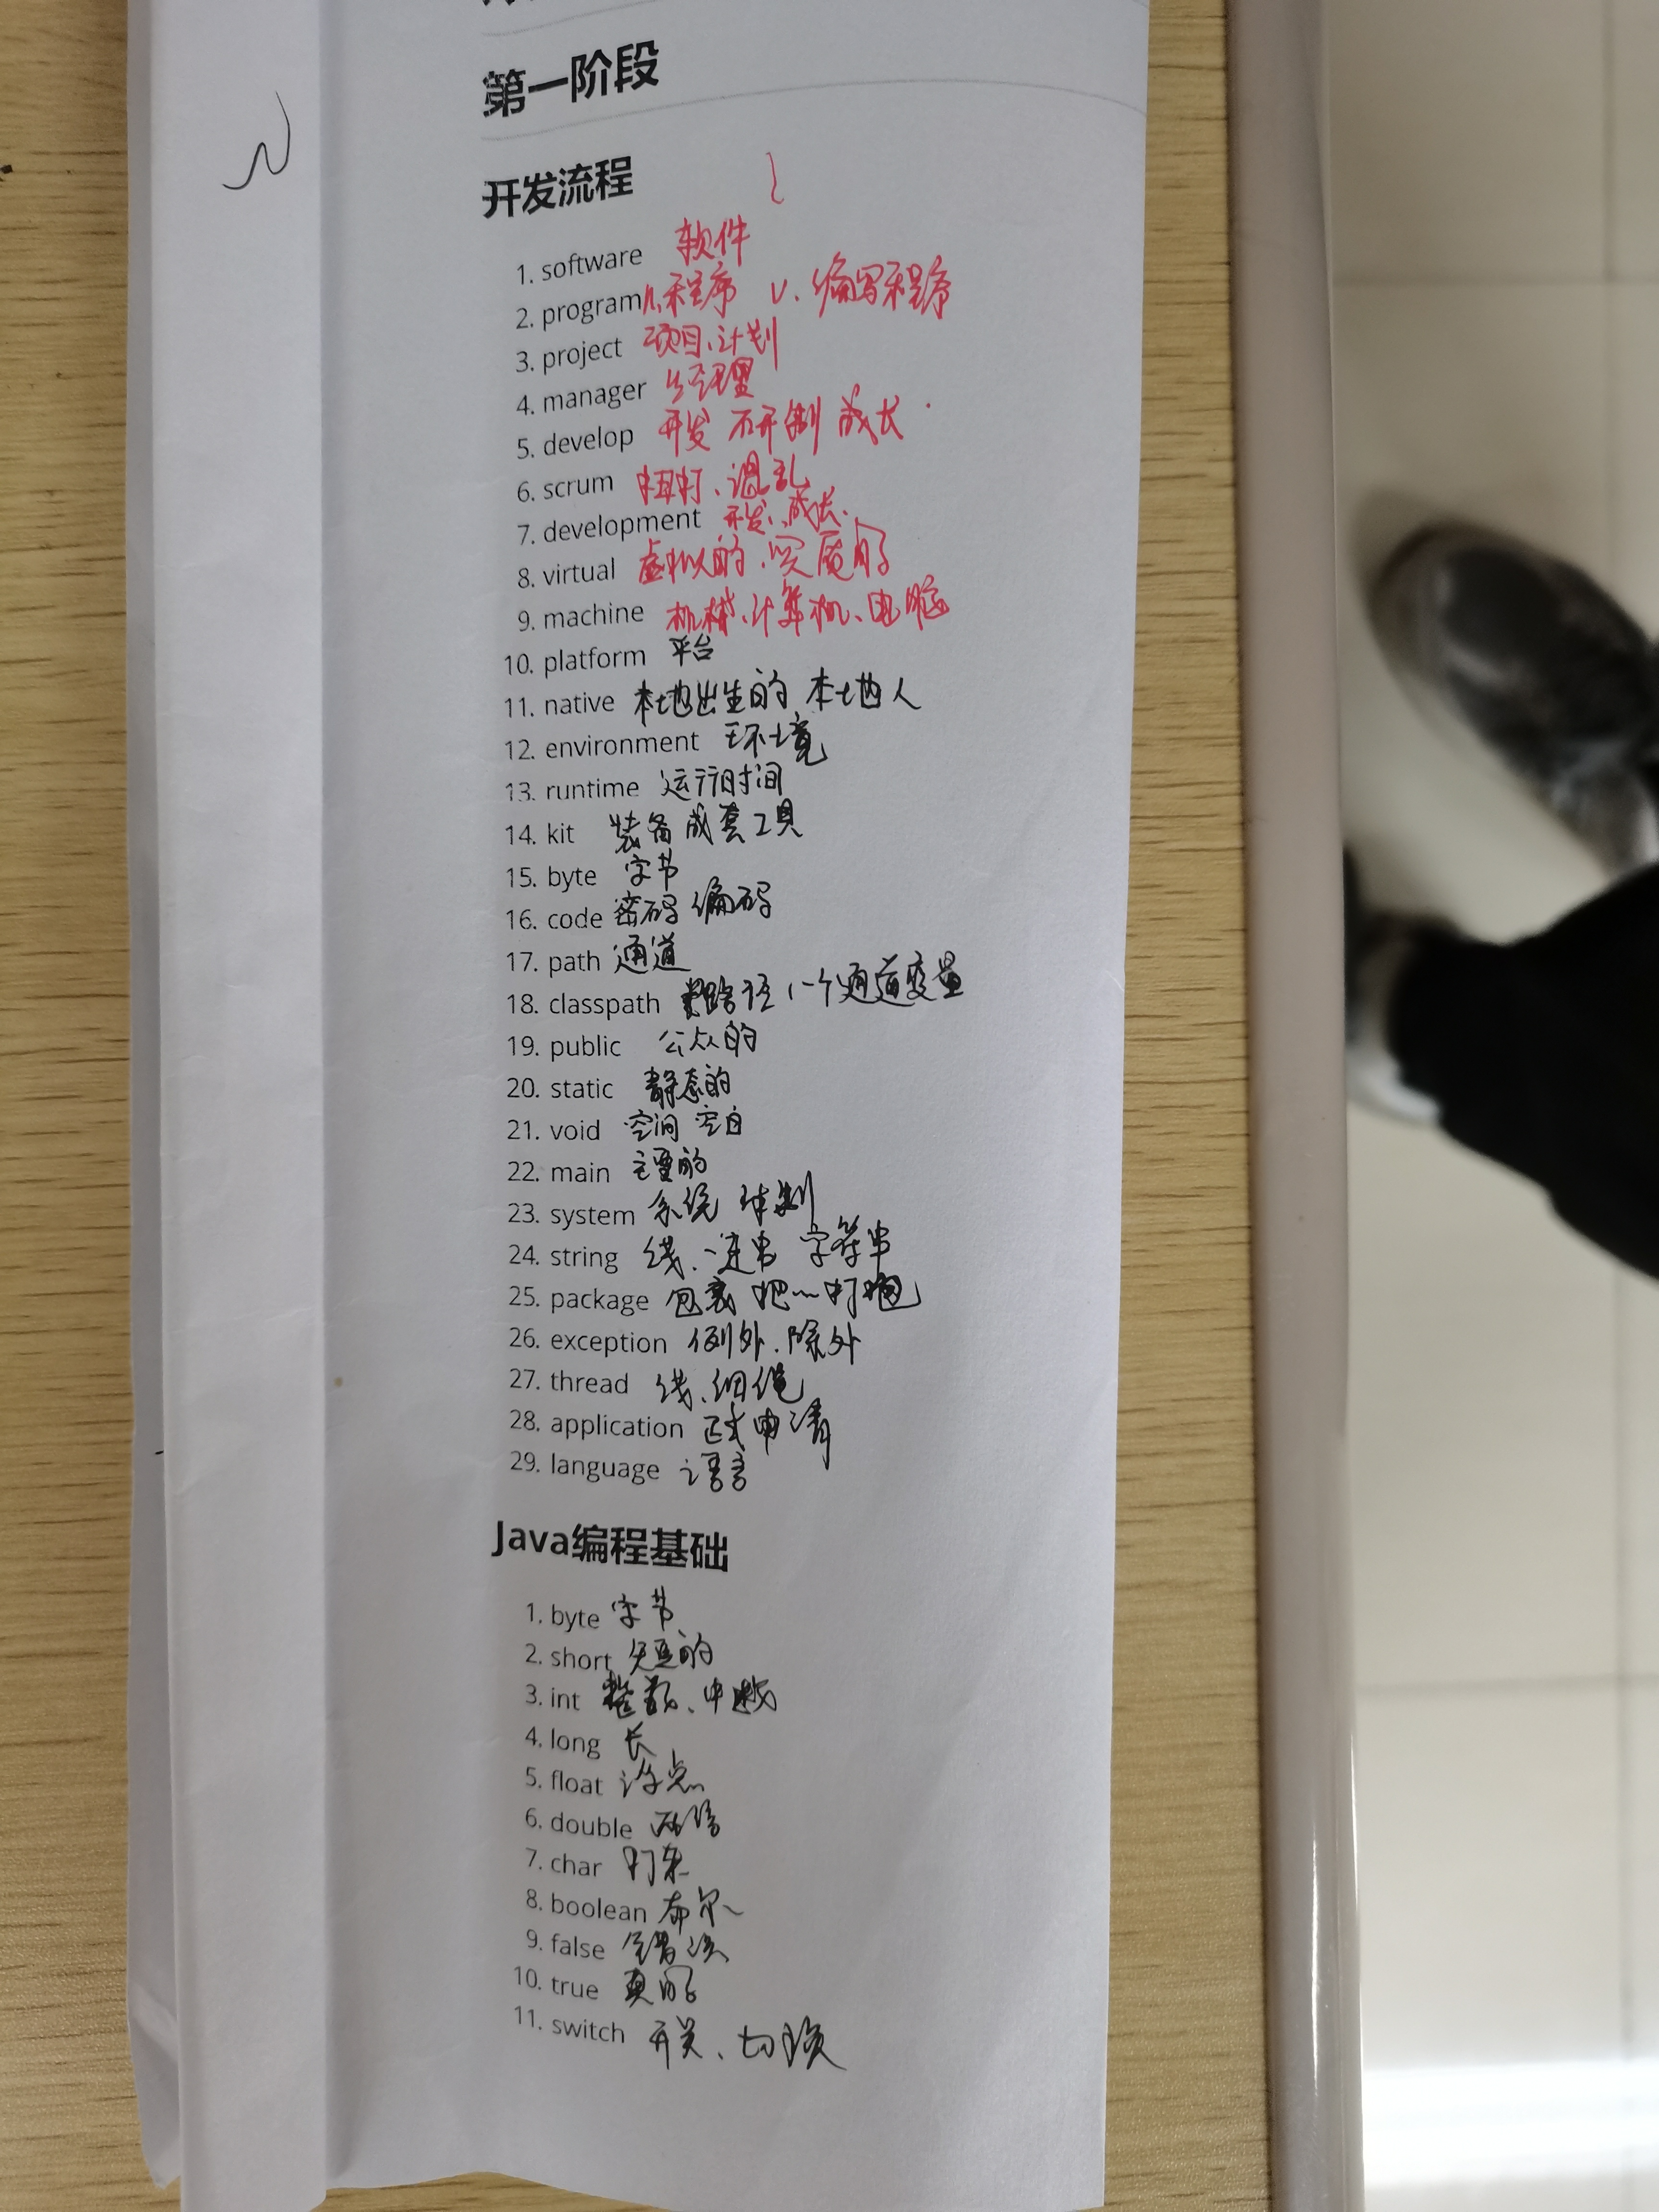 第一阶段
开发流程
1. software 软件
2. program n.程序 v.编写程序
3. project 项目、计划
4. manager 经理
5. develop 开发 研制 成长
6. scrum 扭打、混乱
7. development 开发、成长.
8. virtual 虚拟的、实质的
9. machine 机械、计算机、电脑
10. platform 平台
11. native 本地出生的 本地人
12. environment 环境
13. runtime 运行时间
14. kit 装备 成套工具
15. byte 字节
16. code 密码 编码
17. path 通道
18. classpath 类路径 、一个通道变量
19. public 公众的
20. static 静态的
21. void 空间 空白
22. main 主要的
23. system 系统 体制
24. string 线、一连串 字符串
25. package 包裹 把~打包
26. exception 例外、除外
27. thread 线、细绳
28. application 正式申请
29. language 语言
Java编程基础
1. byte 字节
2. short 短的
3. int 整数、中断
4. long 长
5. float 浮点
6. double 两倍
7. char 打杂
8. boolean 布尔~
9. false 错误
10. true 真的
11. switch 开关、切换